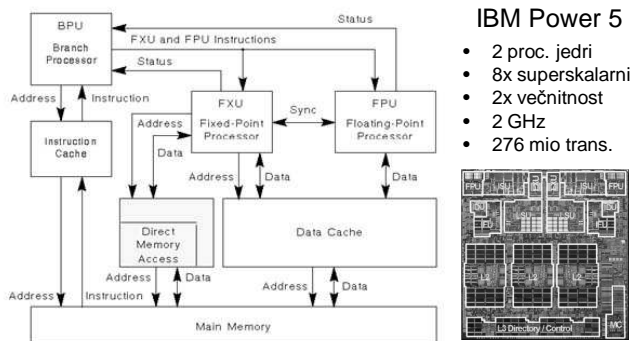 BPU
Branch
Processor
Status
FXU and FPU Instructions
Status
Address
Instruction
FXU
Fixed-Point
Processor
Sync
FPU
Floating-Point
Processor
Address
Data
Instruction
Cache
Address
Data
Data
Direct
Memory
Access
Data Cache
Address
Data
Address
Data
Address
Instruction
Main Memory
IBM Power 5
• 2 proc. jedri
• 8x superskalarni
• 2x večnitnost
• 2 GHz
• 276 mio trans.
FPU
LSU
FPU
LSU
LSU
L2
L2
L2
L3 Directory / Control
MC